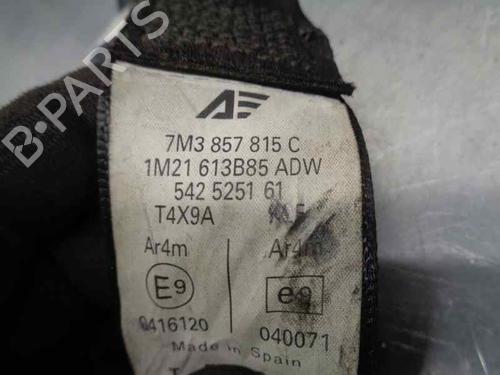 B-PARTS
AE
7M3 857 815 C
1M21 613B85 ADW
542 5251 61
T4X9A
Ar4m Ar4m
E9 e9
0416120 040071
Made in Spain